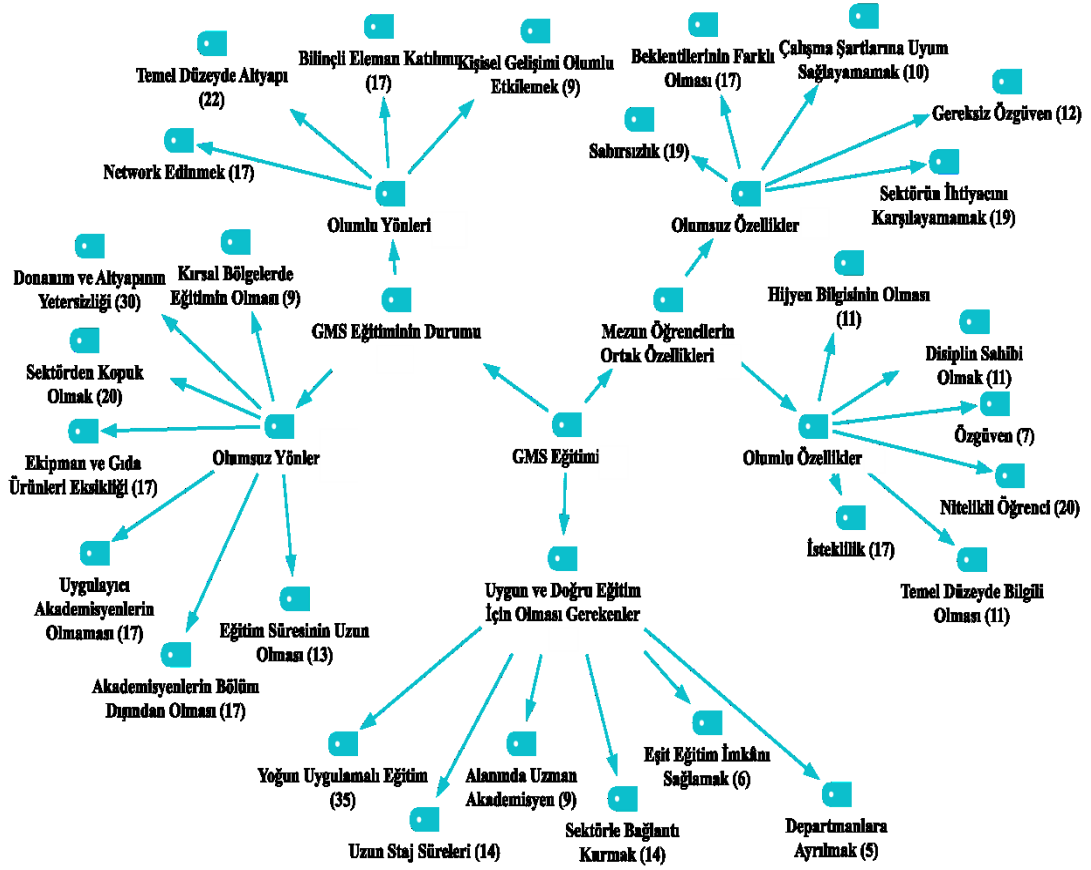 Temel Düzeyde Altyapı
(22)
Bilinçli Eleman Katılımı
(17)
Kişisel Gelişimi Olumlu
Etkilemek (9)
Network Edinmek (17)
Olumlu Yönleri
Beklentilerinin Farklı
Olması (17)
Çalışma Şartlarına Uyum
Sağlayamamak (10)
Gereksiz Özgüven (12)
Sabırsızlık (19)
Sektörün İhtiyacını
Karşılayamamak (19)
Olumsuz Özellikler
Donanım ve Altyapının
Yetersizliği (30)
Kırsal Bölgelerde
Eğitimin Olması (9)
GMS Eğitiminin Durumu
Mezun Öğrencilerin
Ortak Özellikleri
Hijyen Bilgisinin Olması
(11)
Disiplin Sahibi
Olmak (11)
Sektörden Kopuk
Olmak (20)
Özgüven (7)
Ekipman ve Gıda
Ürünleri Eksikliği (17)
Olumsuz Yönler
GMS Eğitimi
Olumlu Özellikler
Nitelikli Öğrenci (20)
İsteklilik (17)
Temel Düzeyde Bilgili
Olması (11)
Uygulayıcı
Akademisyenlerin
Olmaması (17)
Eğitim Süresinin Uzun
Olması (13)
Akademisyenlerin Bölüm
Dışından Olması (17)
Uygun ve Doğru Eğitim
İçin Olması Gerekenler
Yoğun Uygulamalı Eğitim
(35)
Uzun Staj Süreleri (14)
Alanında Uzman
Akademisyen (9)
Sektörle Bağlantı
Kurmak (14)
Eşit Eğitim İmkânı
Sağlamak (6)
Departmanlara
Ayrılmak (5)